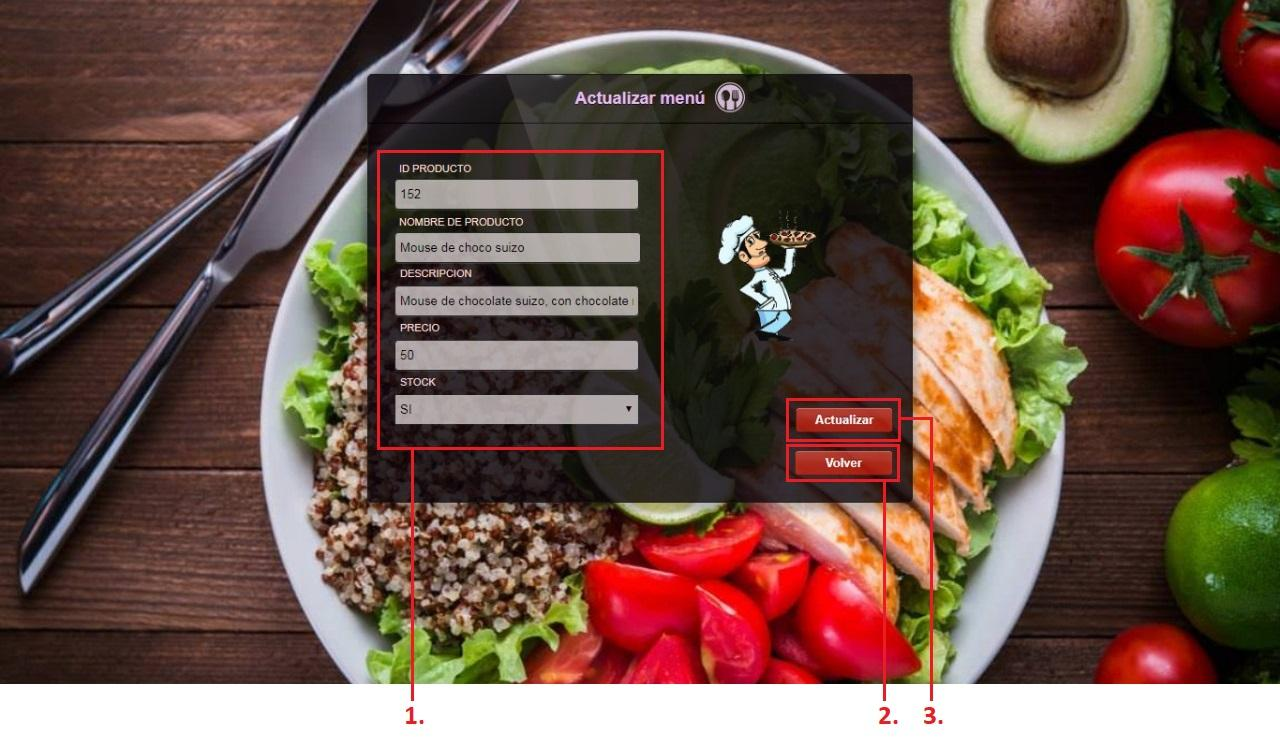 Actualizar menú
ID PRODUCTO
152
NOMBRE DE PRODUCTO
Mouse de choco suizo
DESCRIPCION
Mouse de chocolate suizo, con chocolate
PRECIO
50
STOCK
SI
Actualizar
Volver
1.
2.
3.